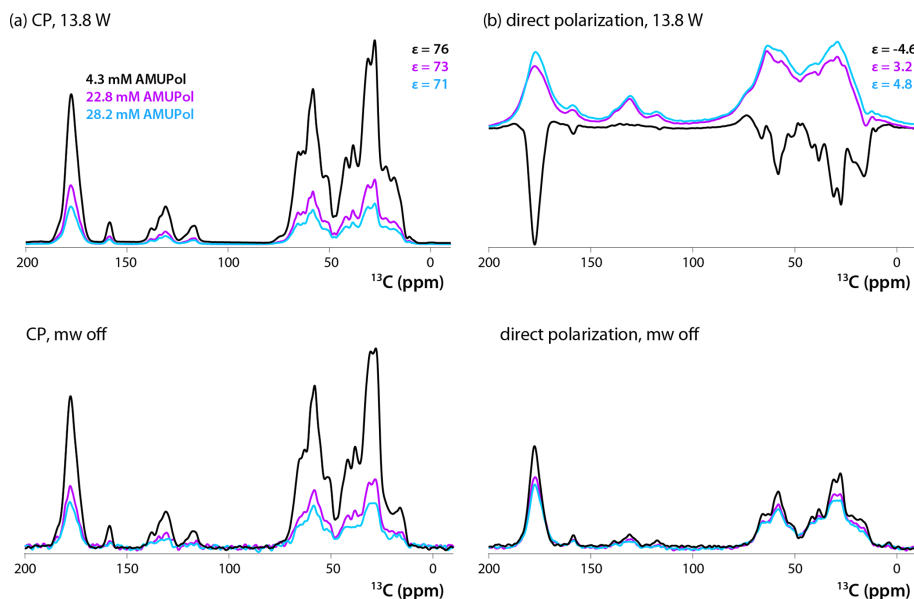 (a) CP, 13.8 W
4.3 mM AMUPol
22.8 mM AMUPol
28.2 mM AMUPol
ε = 76
ε = 73
ε = 71
200 150 100 50 0
¹³C (ppm)
(b) direct polarization, 13.8 W
ε = -4.6
ε = 3.2
ε = 4.8
200 150 100 50 0
¹³C (ppm)
CP, mw off
200 150 100 50 0
¹³C (ppm)
direct polarization, mw off
200 150 100 50 0
¹³C (ppm)